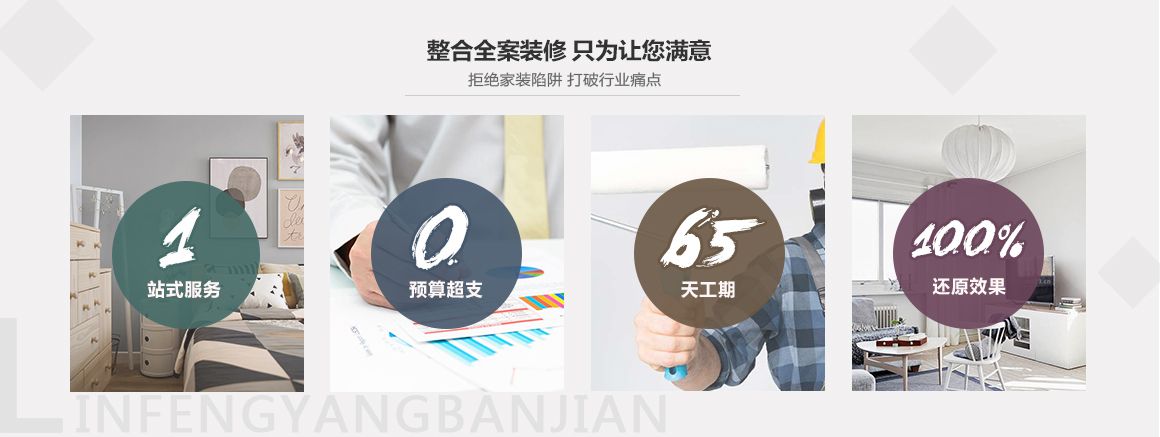 整合全案装修 只为让您满意
拒绝家装陷阱 打破行业痛点
1
站式服务
0
预算超支
65
天工期
100%
还原效果
LINFENGYANGBANJIAN